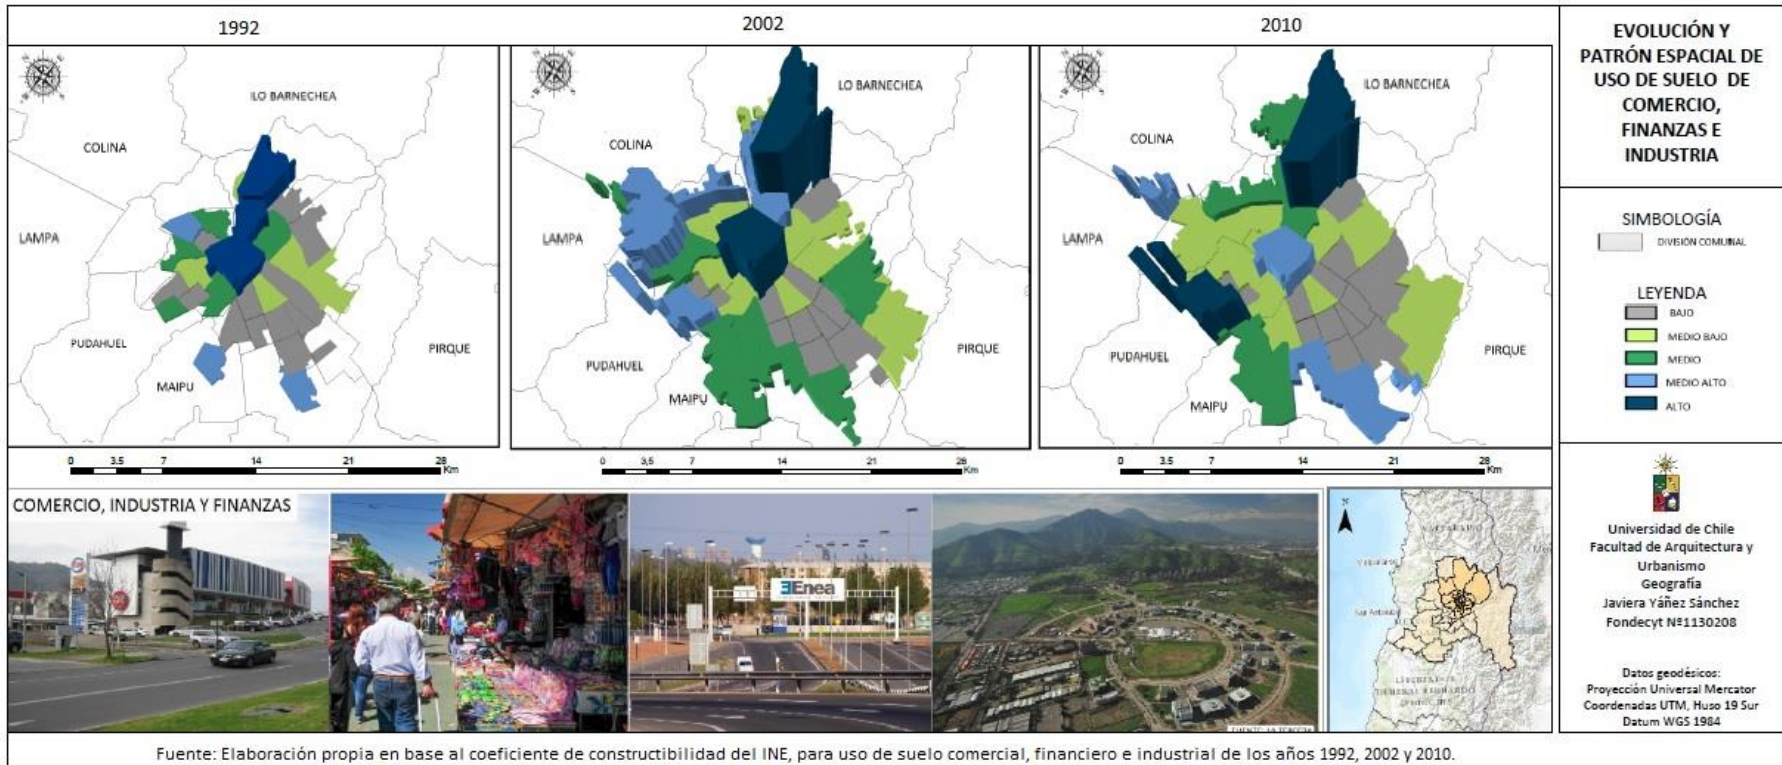 1992
2002
2010
EVOLUCIÓN Y
PATRÓN ESPACIAL DE
USO DE SUELO DE
COMERCIO,
FINANZAS E
INDUSTRIA
ILO BARNECHEA
COLINA
LAMPA
PUDAHUEL
MAIPU
PIRQUE
LO BARNECHEA
COLINA
LAMPA
PUDAHUEL
MAIPU
PIRQUE
ILO BARNECHEA
COLINA
LAMPA
PUDAHUEL
MAIPU
PIRQUE
0 3.5 7 14 21 28
Km
0 3,5 7 14 21 28
Km
0 3.5 7 14 21 28
Km
SIMBOLOGÍA
DIVISIÓN COMUNAL
LEYENDA
BAJO
MEDIO BAJO
MEDIO
MEDIO ALTO
ALTO
COMERCIO, INDUSTRIA Y FINANZAS
Enea
N
Universidad de Chile
Facultad de Arquitectura y
Urbanismo
Geografía
Javiera Yáñez Sánchez
Fondecyt Nº1130208
Datos geodésicos:
Proyección Universal Mercator
Coordenadas UTM, Huso 19 Sur
Datum WGS 1984
Fuente: Elaboración propia en base al coeficiente de constructibilidad del INE, para uso de suelo comercial, financiero e industrial de los años 1992, 2002 y 2010.